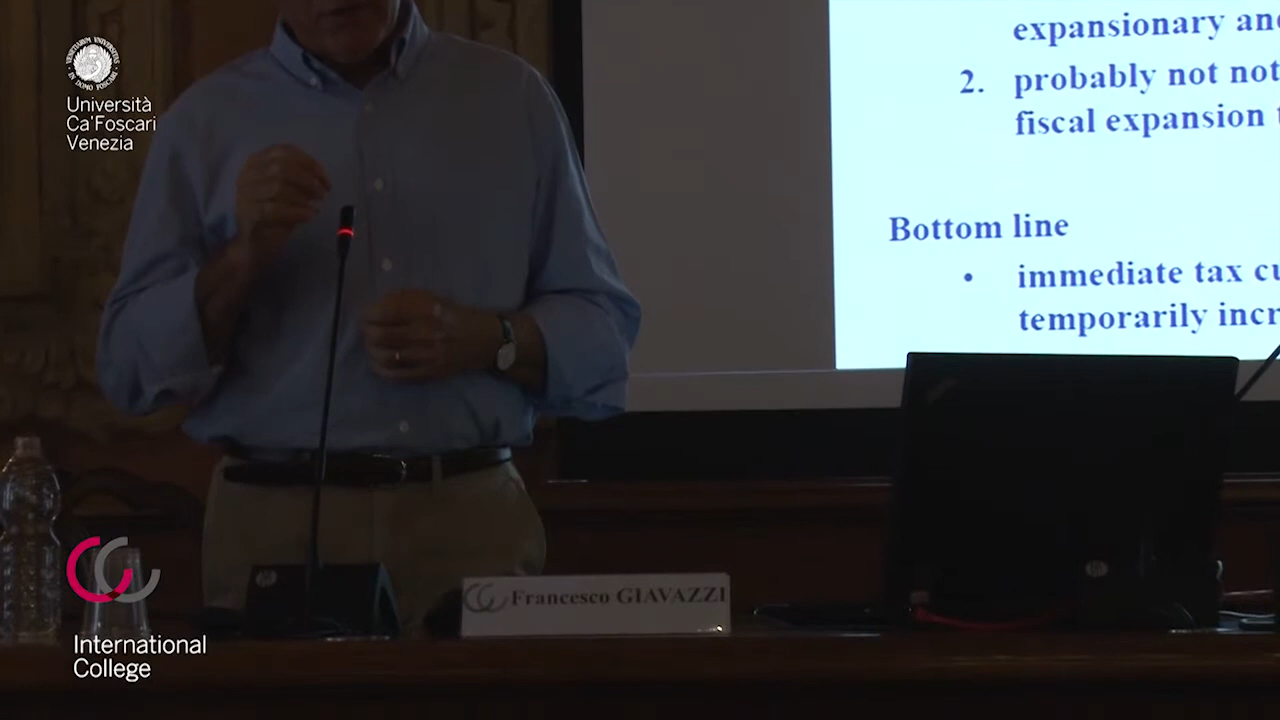 Università
Ca'Foscari
Venezia
expansionary and
2. probably not not
fiscal expansion
Bottom line
• immediate tax cu
temporarily incr
Francesco GIAVAZZI
International
College